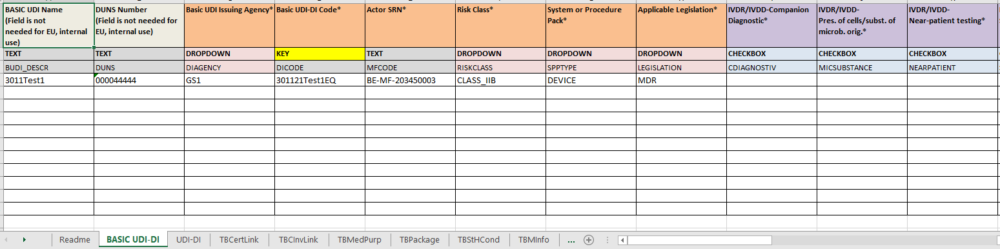 BASIC UDI Name
(Field is not
needed for EU, internal
use)
DUNS Number
(Field is not needed for
EU, internal use)
Basic UDI Issuing Agency*
Basic UDI-DI Code*
Actor SRN*
Risk Class*
System or Procedure
Pack*
Applicable Legislation*
IVDR/IVDD-Companion
Diagnostic*
IVDR/IVDD-
Pres. of cells/subst. of
microb. orig.*
IVDR/IVDD-
Near-patient testing*
TEXT
TEXT
DROPDOWN
KEY
TEXT
DROPDOWN
DROPDOWN
DROPDOWN
CHECKBOX
CHECKBOX
CHECKBOX
BUDI_DESCR
DUNS
DIAGENCY
DICODE
MFCODE
RISKCLASS
SPPTYPE
LEGISLATION
CDIAGNOSTIV
MICSUBSTANCE
NEARPATIENT
3011Test1
000044444
GS1
301121Test1EQ
BE-MF-203450003
CLASS_IIB
DEVICE
MDR
Readme
BASIC UDI-DI
UDI-DI
TBCertLink
TBCInvLink
TBMedPurp
TBPackage
TBStHCond
TBMInfo
...